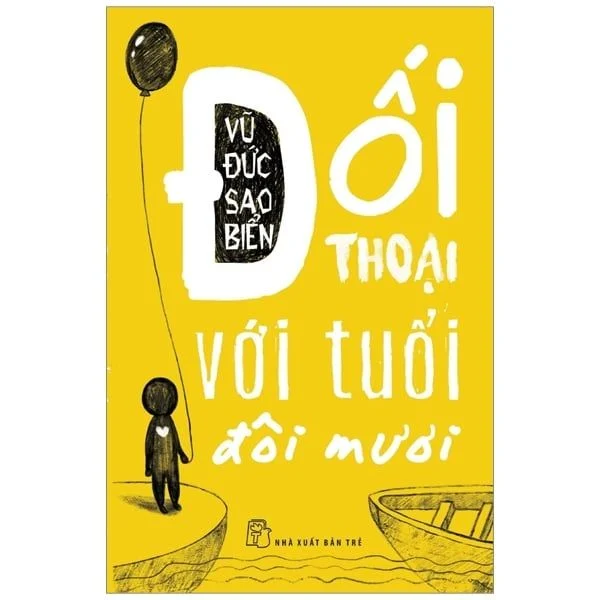 VŨ
ĐỨC
SAO
BIỂN
ĐỐI
THOẠI
với tuổi
đôi mươi
NHÀ XUẤT BẢN TRẺ